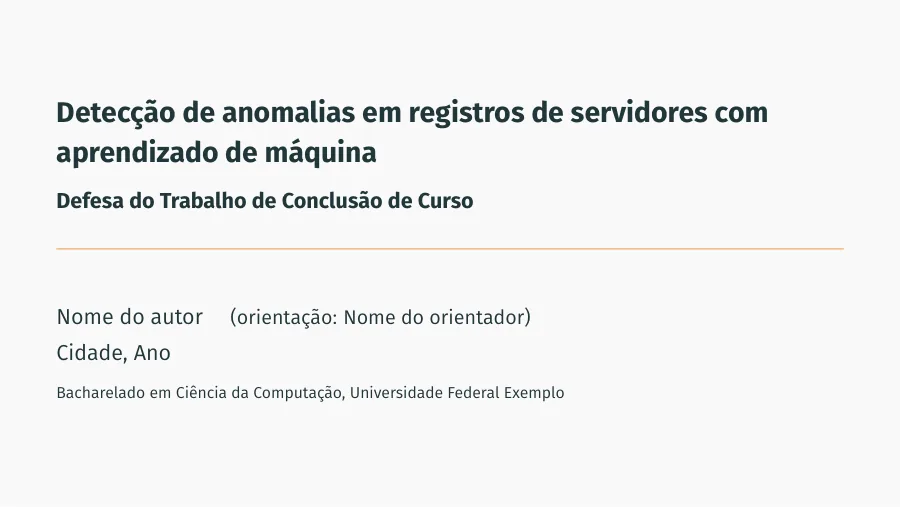 Detecção de anomalias em registros de servidores com
aprendizado de máquina
Defesa do Trabalho de Conclusão de Curso
Nome do autor (orientação: Nome do orientador)
Cidade, Ano
Bacharelado em Ciência da Computação, Universidade Federal Exemplo